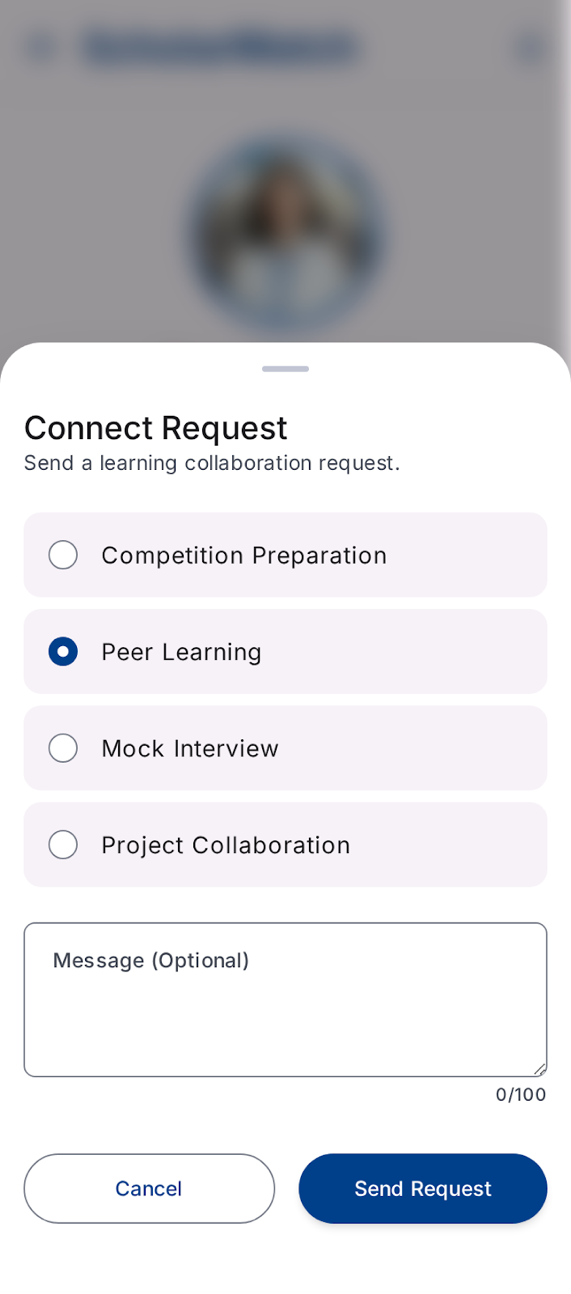 Connect Request
Send a learning collaboration request.
Competition Preparation
Peer Learning
Mock Interview
Project Collaboration
Message (Optional)
0/100
Cancel
Send Request